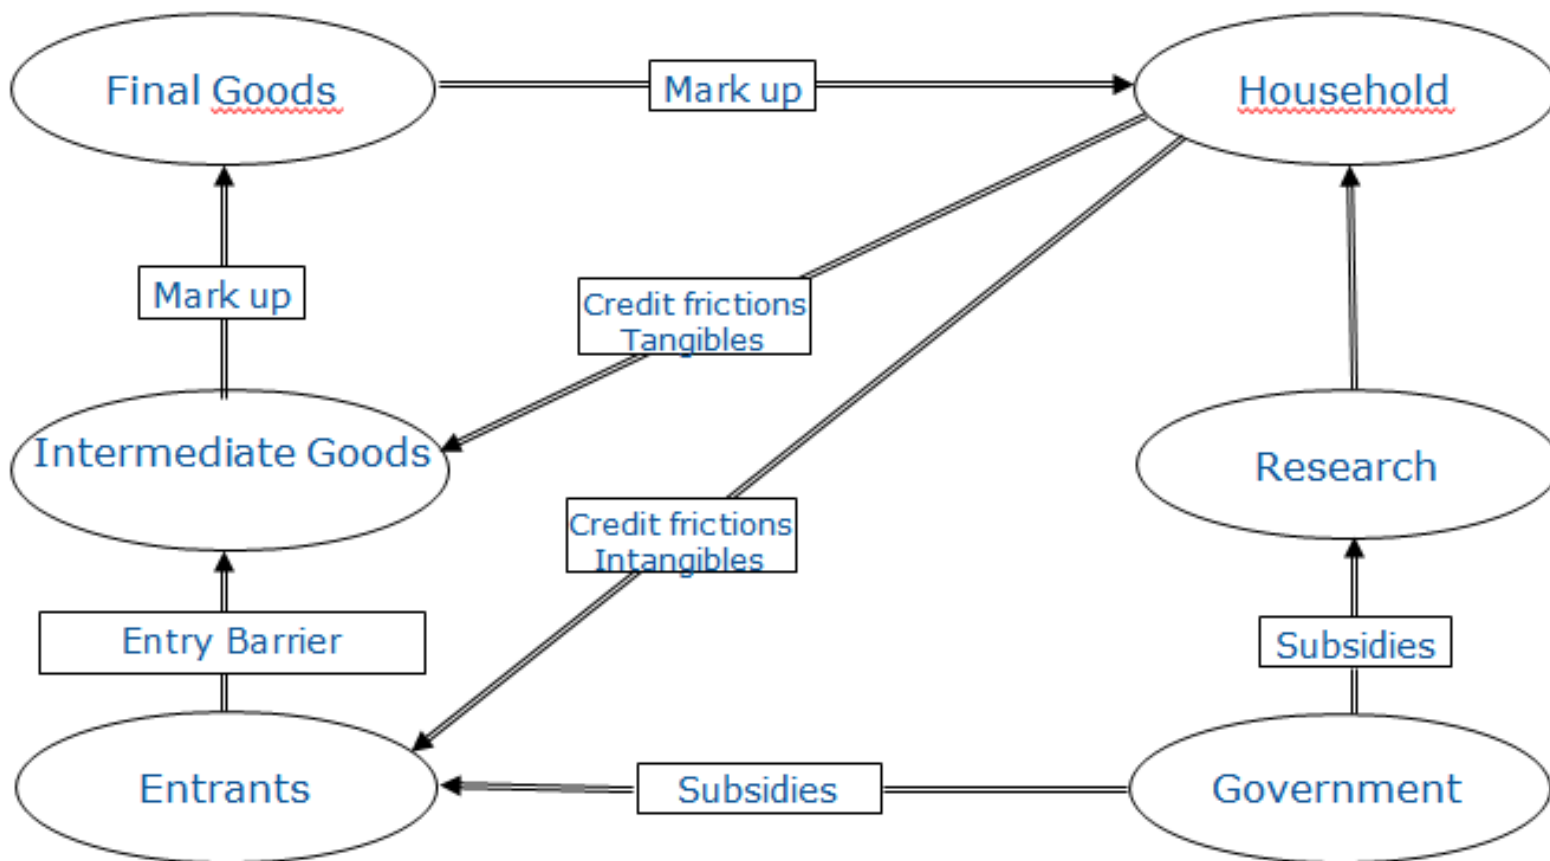 Final Goods
Mark up
Household
Mark up
Credit frictions
Tangibles
Intermediate Goods
Research
Credit frictions
Intangibles
Entry Barrier
Subsidies
Entrants
Subsidies
Government